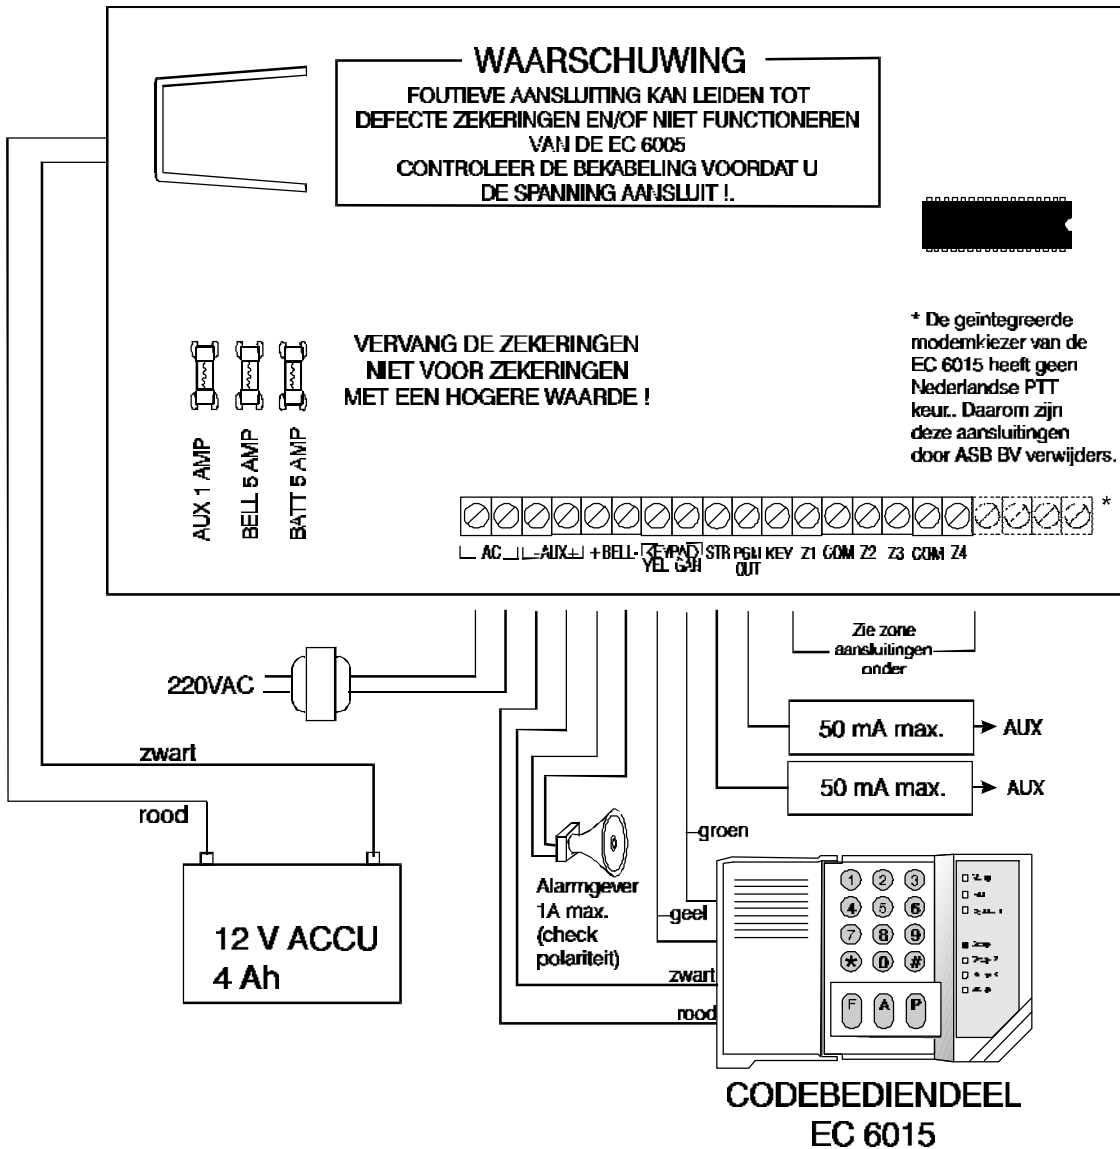 WAARSCHUWING
FOUTIEVE AANSLUITING KAN LEIDEN TOT
DEFECTE ZEKERINGEN EN/OF NIET FUNCTIONEREN
VAN DE EC 6005
CONTROLEER DE BEKABELING VOORDAT U
DE SPANNING AANSLUIT !.
* De geïntegreerde
modemkiezer van de
EC 6015 heeft geen
Nederlandse PTT
keur.. Daarom zijn
deze aansluitingen
door ASB BV verwijders.
VERVANG DE ZEKERINGEN
NIET VOOR ZEKERINGEN
MET EEN HOGERE WAARDE !
AUX 1 AMP
BELL 5 AMP
BATT 5 AMP
*
AC -AUX+ +BELL- KEYPAD STR PGM KEY Z1 COM Z2 Z3 COM Z4
YEL GRN OUT
Zie zone
aansluitingen
onder
220VAC
50 mA max. AUX
50 mA max. AUX
zwart
rood
12 V ACCU
4 Ah
Alarmgever
1A max.
(check
polariteit)
groen
geel
zwart
rood
1 2 3
4 5 6
7 8 9
* 0 #
F A P
CODEBEDIENDEEL
EC 6015